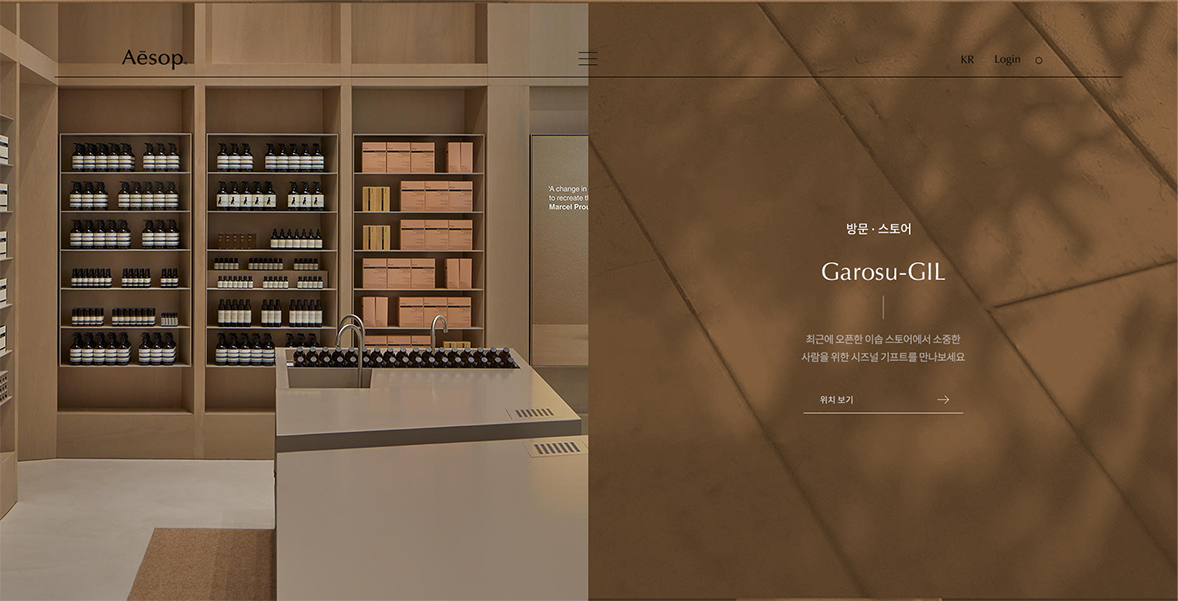 Aēsop.
KR
Login
'A change in
to recreate th
Marcel Prou
방문 · 스토어
Garosu-GIL
최근에 오픈한 이솝 스토어에서 소중한
사람을 위한 시즈널 기프트를 만나보세요
위치 보기